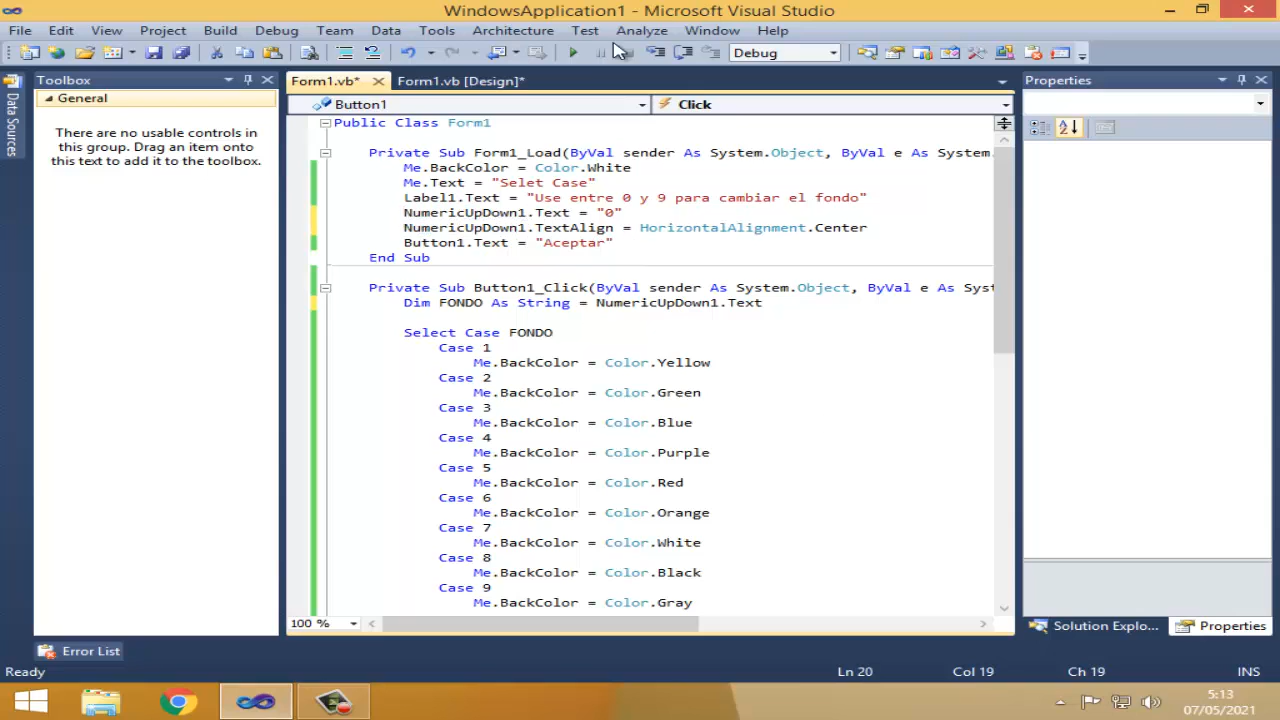 WindowsApplication1 - Microsoft Visual Studio
File Edit View Project Build Debug Team Data Tools Architecture Test Analyze Window Help
Debug
Data Sources
Toolbox
General
There are no usable controls in
this group. Drag an item onto
this text to add it to the toolbox.
Form1.vb* Form1.vb [Design]*
Button1 Click
Public Class Form1
Private Sub Form1_Load(ByVal sender As System.Object, ByVal e As System.
Me.BackColor = Color.White
Me.Text = "Selet Case"
Label1.Text = "Use entre 0 y 9 para cambiar el fondo"
NumericUpDown1.Text = "0"
NumericUpDown1.TextAlign = HorizontalAlignment.Center
Button1.Text = "Aceptar"
End Sub
Private Sub Button1_Click(ByVal sender As System.Object, ByVal e As Syst
Dim FONDO As String = NumericUpDown1.Text
Select Case FONDO
Case 1
Me.BackColor = Color.Yellow
Case 2
Me.BackColor = Color.Green
Case 3
Me.BackColor = Color.Blue
Case 4
Me.BackColor = Color.Purple
Case 5
Me.BackColor = Color.Red
Case 6
Me.BackColor = Color.Orange
Case 7
Me.BackColor = Color.White
Case 8
Me.BackColor = Color.Black
Case 9
Me.BackColor = Color.Gray
100 %
Properties
Solution Explo... Properties
Error List
Ready Ln 20 Col 19 Ch 19 INS
5:13
07/05/2021